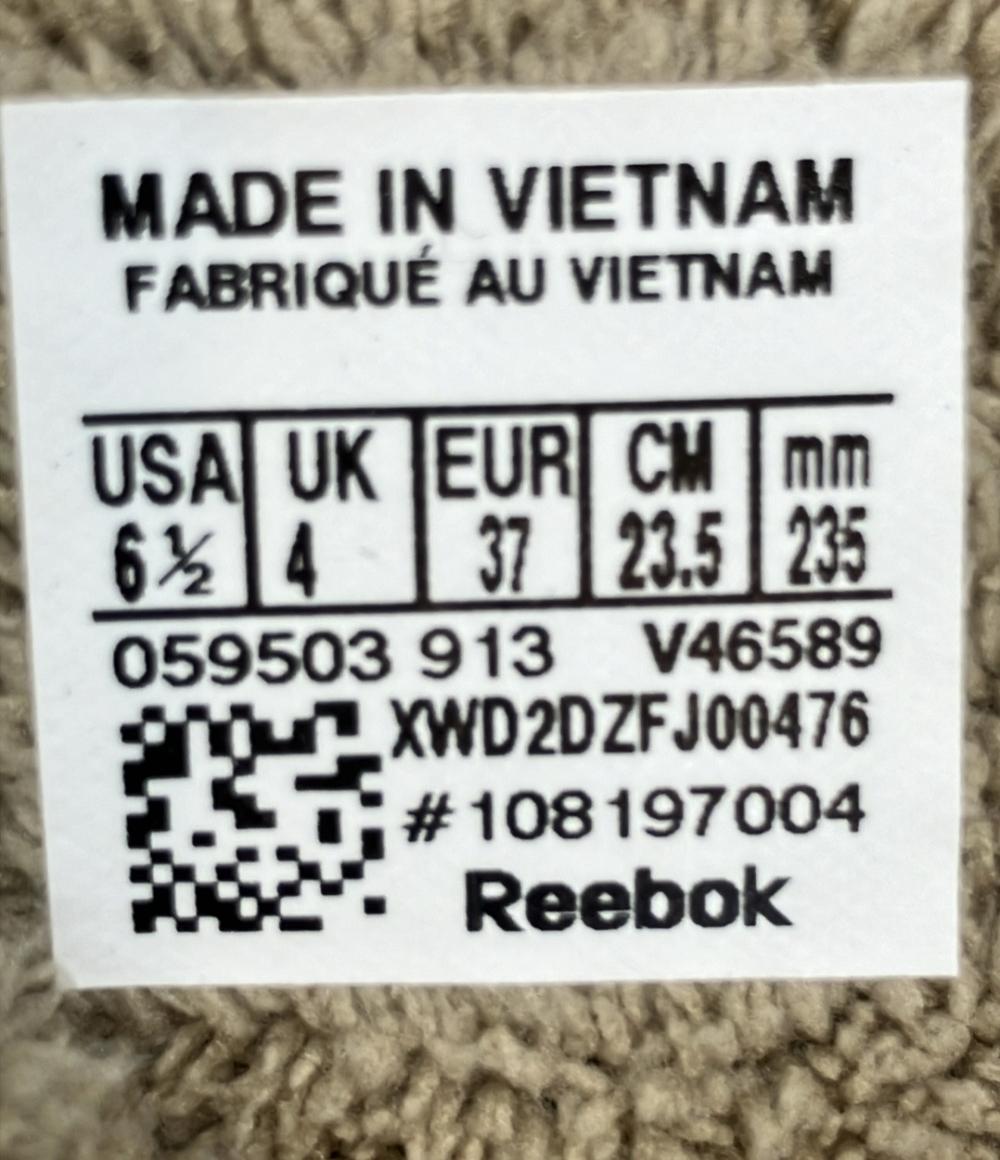 MADE IN VIETNAM
FABRIQUÉ AU VIETNAM
USA UK EUR CM mm
6½ 4 37 23.5 235
059503 913 V46589
XWD2DZFJ00476
#108197004
Reebok